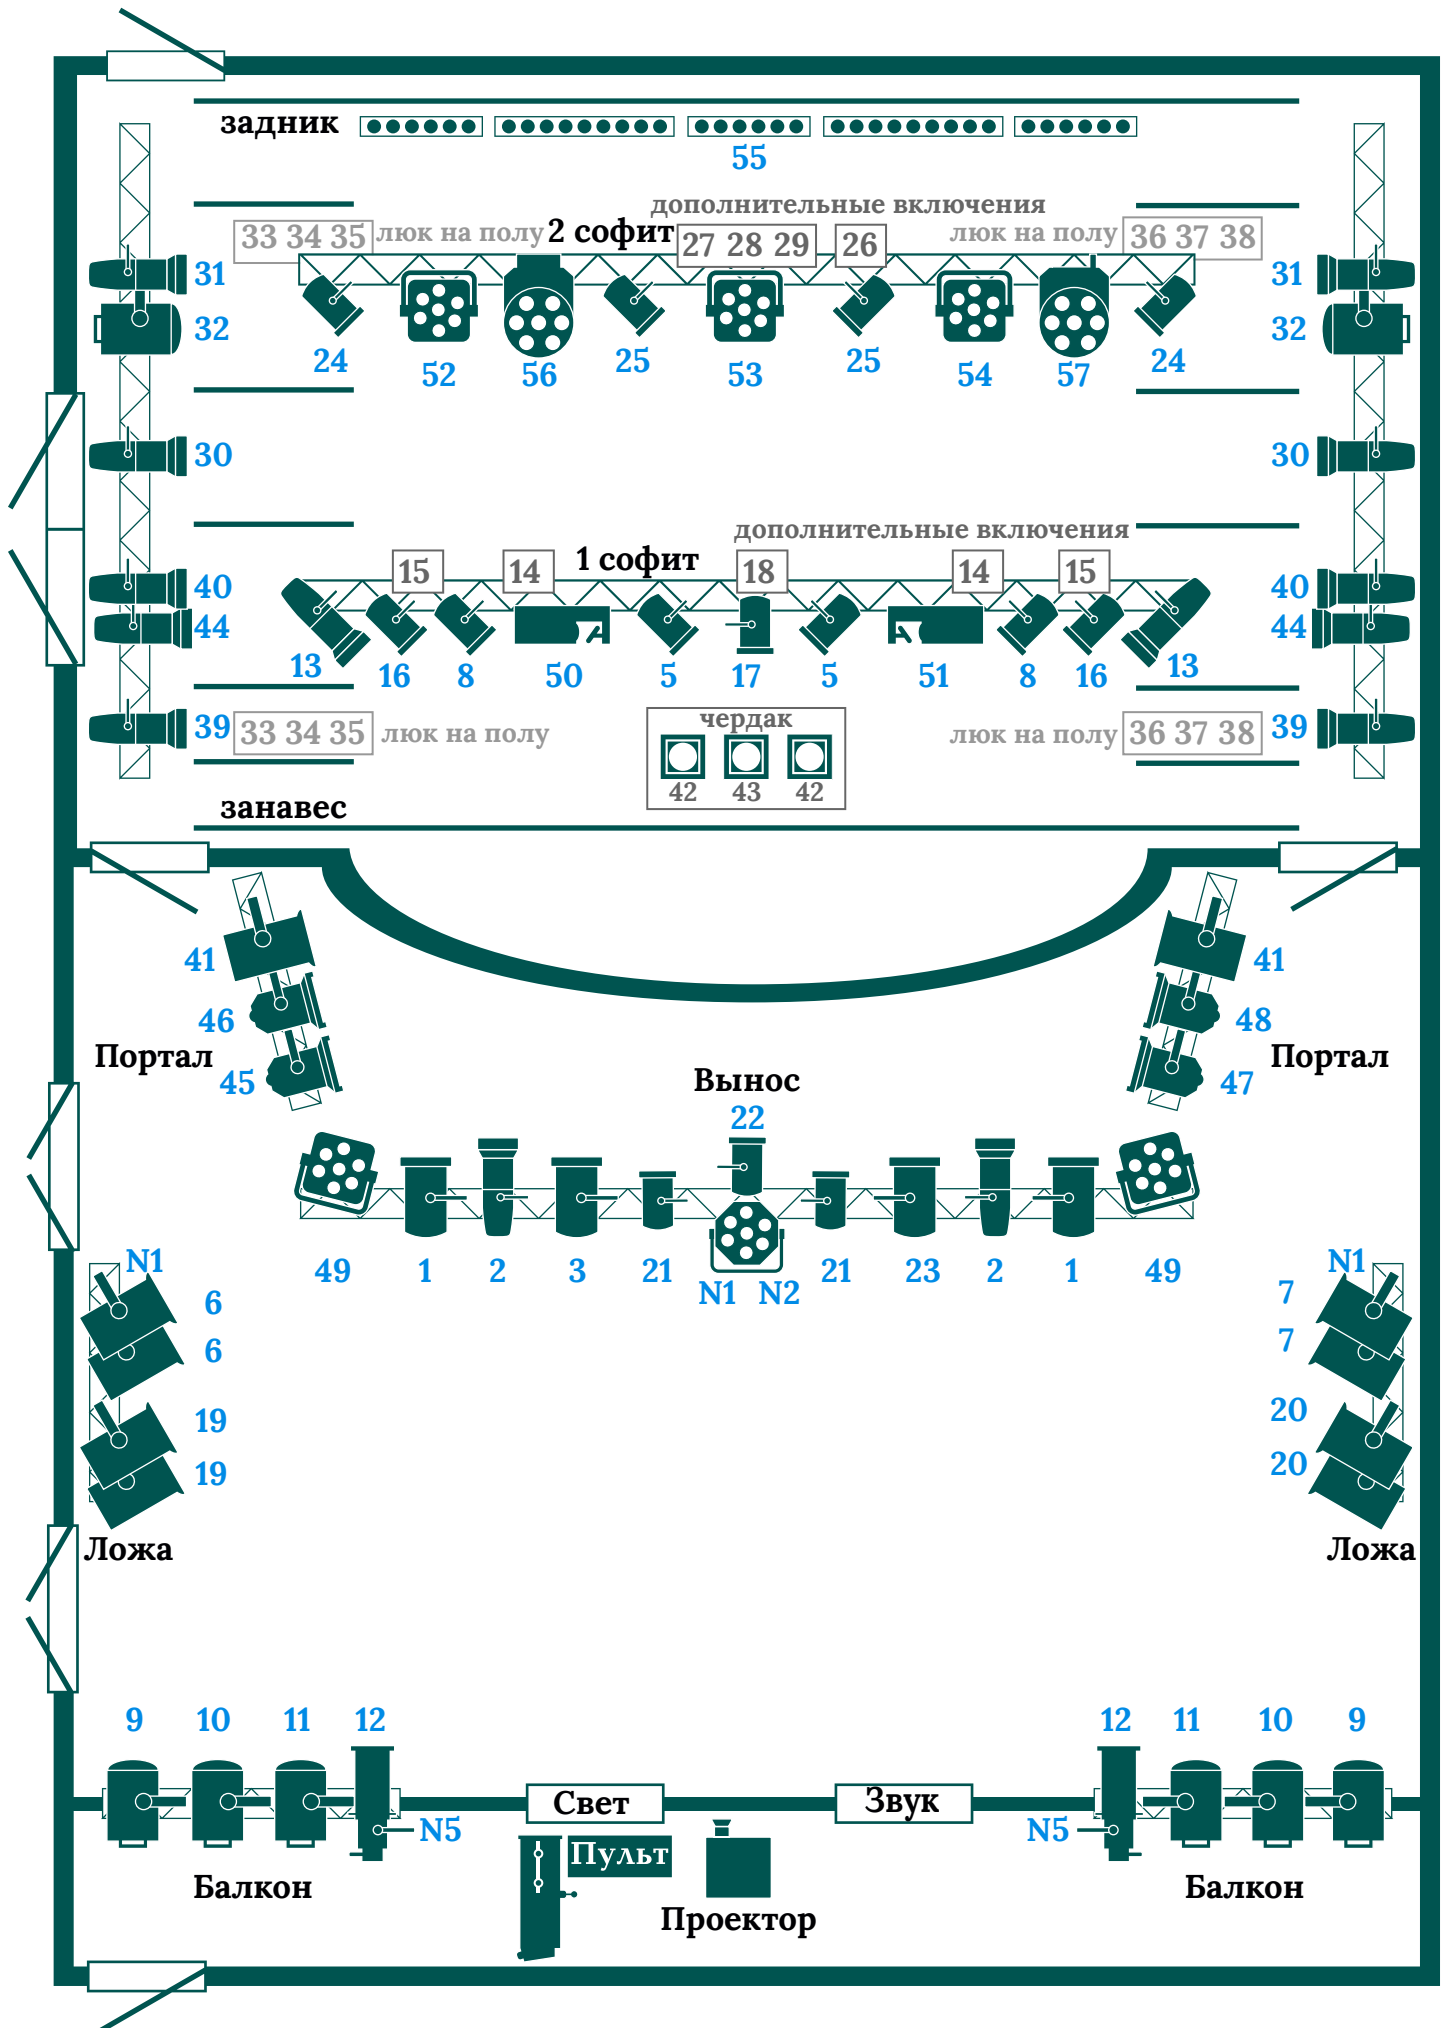 задник
55
дополнительные включения
33 34 35 люк на полу 2 софит 27 28 29 26 люк на полу 36 37 38
31 31
32 32
24 52 56 25 53 25 54 57 24
30 30
дополнительные включения
15 14 1 софит 18 14 15
40 40
44 44
13 16 8 50 5 17 5 51 8 16 13
39 33 34 35 люк на полу чердак люк на полу 36 37 38 39
42 43 42
занавес
41 41
46 48
Портал Портал
45 47
Вынос
22
N1 49 1 2 3 21 21 23 2 1 49 N1
N1 N2
6 7
6 7
19 20
19 20
Ложа Ложа
9 10 11 12 12 11 10 9
Свет Звук
N5 N5
Пульт
Балкон Балкон
Проектор